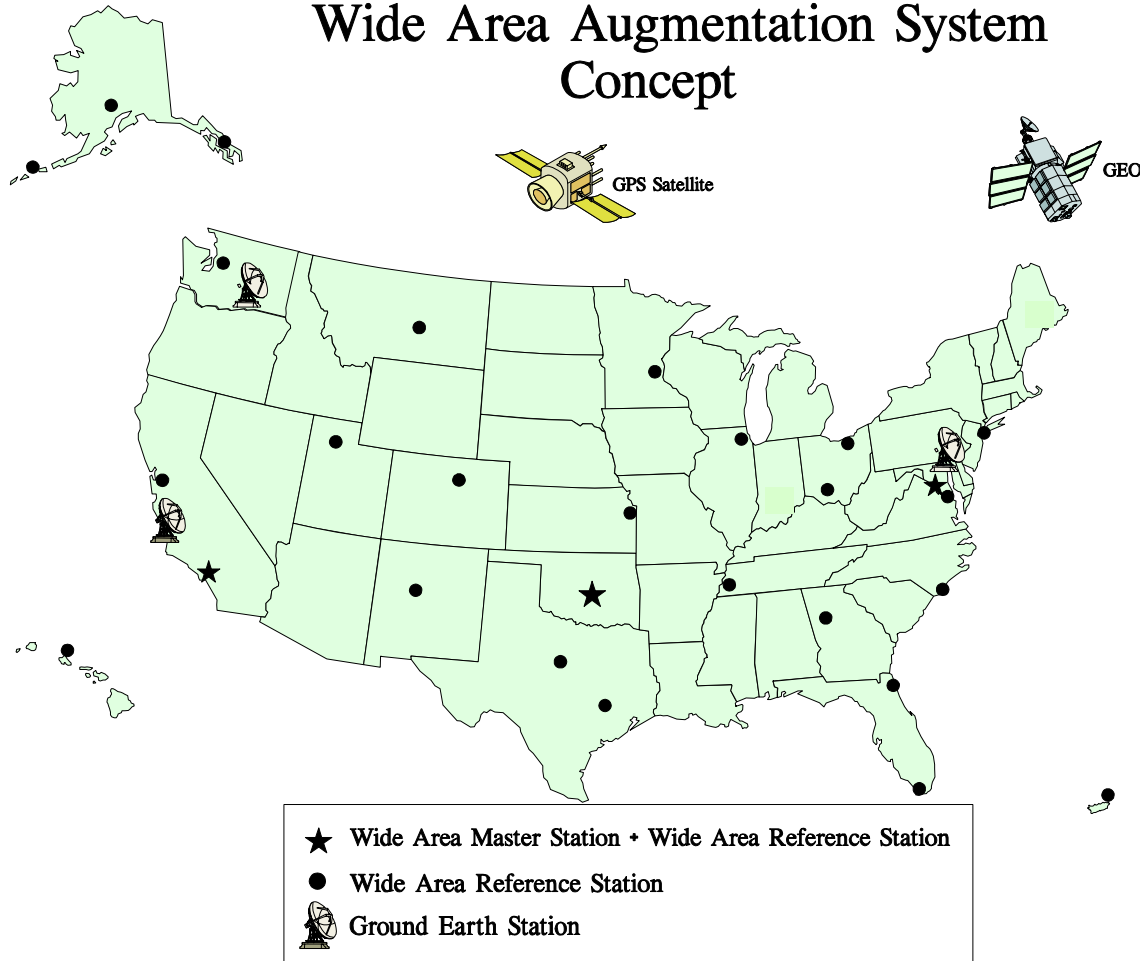 Wide Area Augmentation System
Concept
GPS Satellite
GEO
Wide Area Master Station + Wide Area Reference Station
Wide Area Reference Station
Ground Earth Station